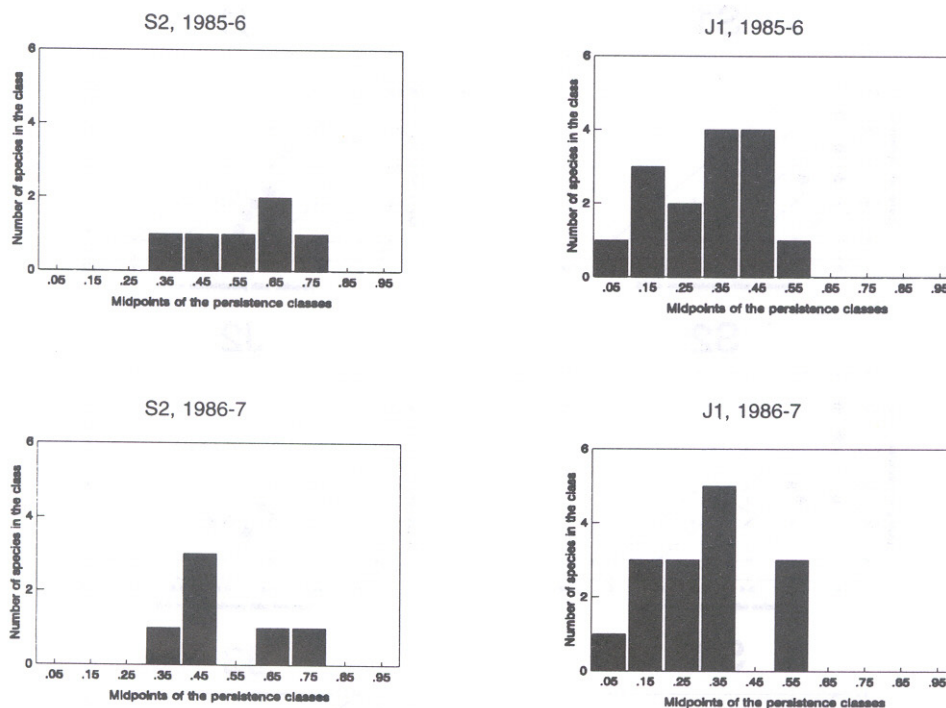 S2, 1985-6
Number of species in the class
6
4
2
0
.05 .15 .25 .35 .45 .55 .65 .75 .85 .95
Midpoints of the persistence classes
J1, 1985-6
Number of species in the class
6
4
2
0
.05 .15 .25 .35 .45 .55 .65 .75 .85 .95
Midpoints of the persistence classes
S2, 1986-7
Number of species in the class
6
4
2
0
.05 .15 .25 .35 .45 .55 .65 .75 .85 .95
Midpoints of the persistence classes
J1, 1986-7
Number of species in the class
6
4
2
0
.05 .15 .25 .35 .45 .55 .65 .75 .85 .95
Midpoints of the persistence classes